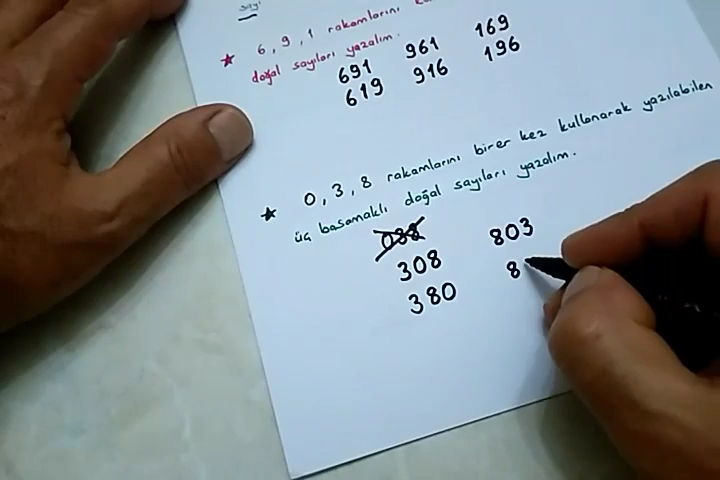 sayı
★ 6, 9, 1 rakamlarını
doğal sayıları yazalım.
691 961 169
619 916 196
★ 0, 3, 8 rakamlarını birer kez kullanarak yazılabilen
üç basamaklı doğal sayıları yazalım.
038 803
308 8
380